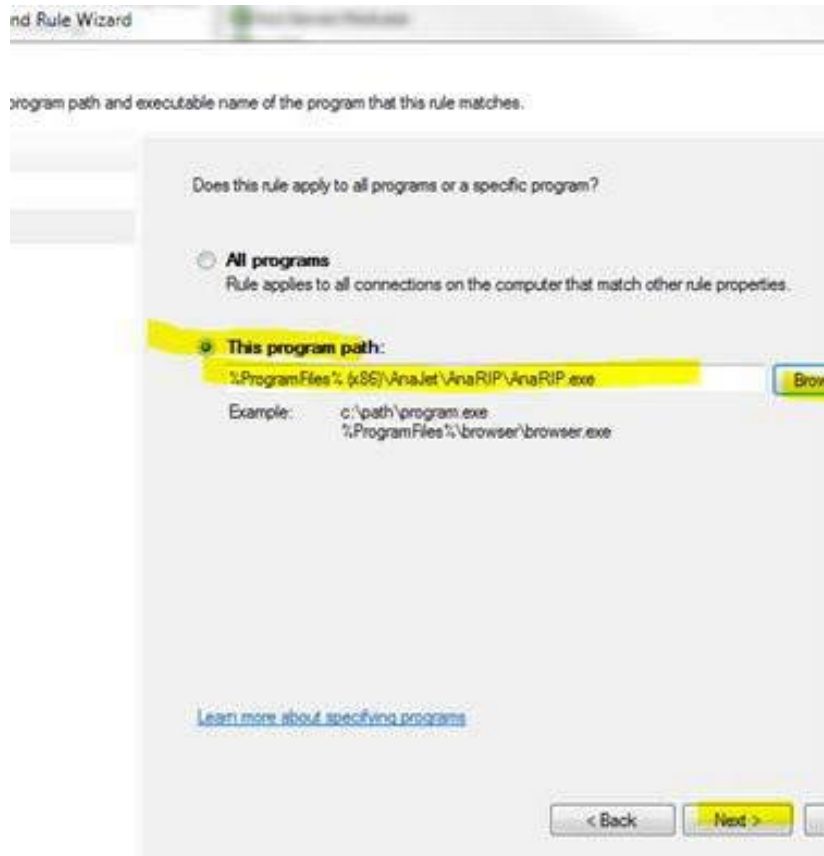 nd Rule Wizard
program path and executable name of the program that this rule matches.
Does this rule apply to all programs or a specific program?
All programs
Rule applies to all connections on the computer that match other rule properties.
This program path:
%ProgramFiles% (x86)\AnaJet\AnaRIP\AnaRIP.exe
Brow
Example:    c:\path\program.exe
%ProgramFiles%\browser\browser.exe
Learn more about specifying programs
< Back    Next >